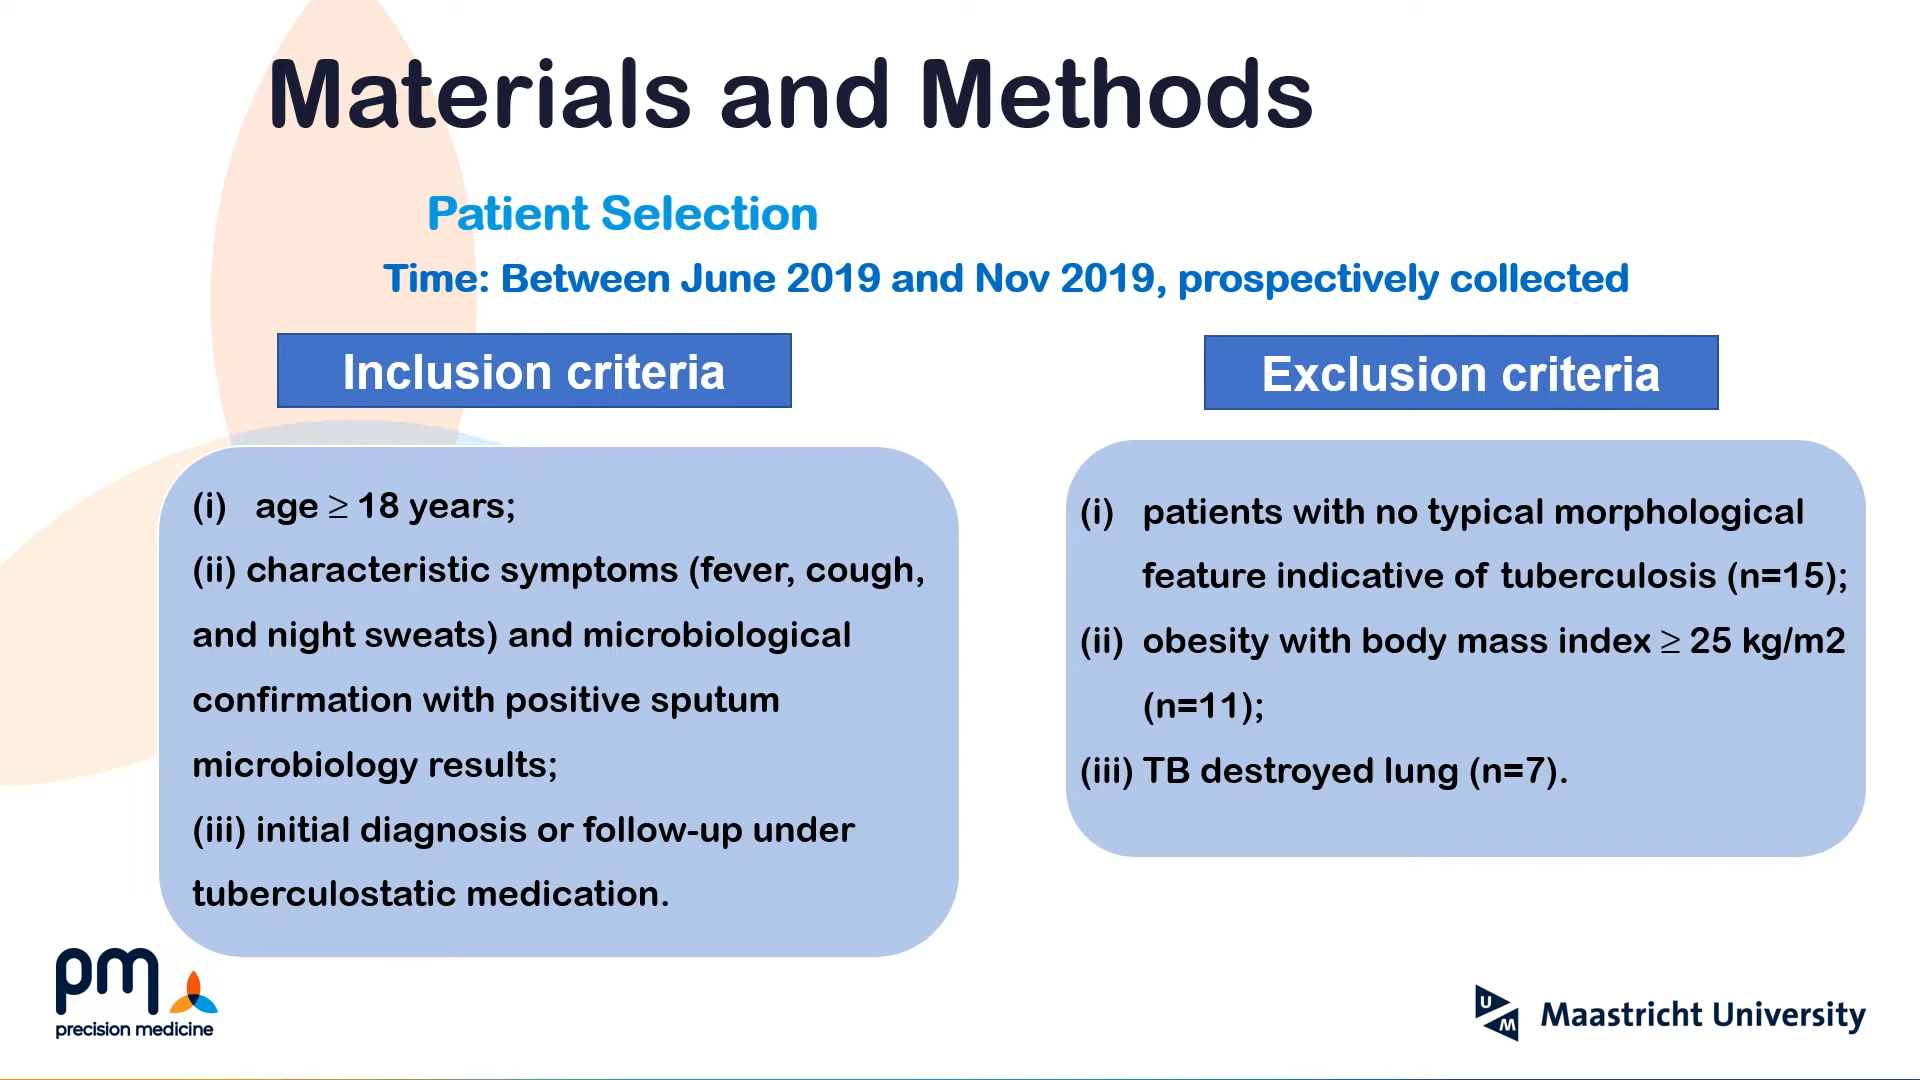 Materials and Methods
Patient Selection
Time: Between June 2019 and Nov 2019, prospectively collected
Inclusion criteria
(i) age ≥ 18 years;
(ii) characteristic symptoms (fever, cough,
and night sweats) and microbiological
confirmation with positive sputum
microbiology results;
(iii) initial diagnosis or follow-up under
tuberculostatic medication.
Exclusion criteria
(i) patients with no typical morphological
feature indicative of tuberculosis (n=15);
(ii) obesity with body mass index ≥ 25 kg/m2
(n=11);
(iii) TB destroyed lung (n=7).
pm
precision medicine
UM
Maastricht University